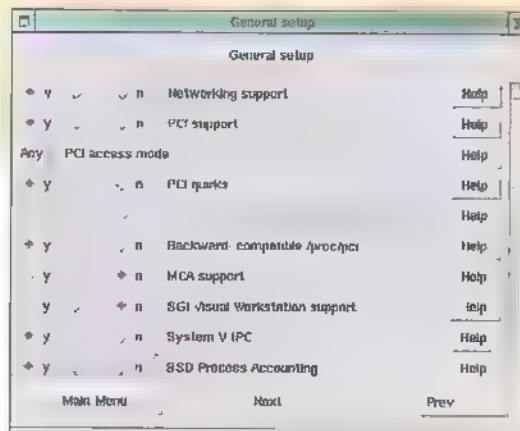 General setup
General setup
y n Networking support Help
y n PCI support Help
Any PCI access mode Help
y n PCI quirks Help
Help
y n Backward-compatible /proc/pci Help
y n MCA support Help
y n SGI Visual Workstation support Help
y n System V IPC Help
y n BSD Process Accounting Help
Main Menu Next Prev